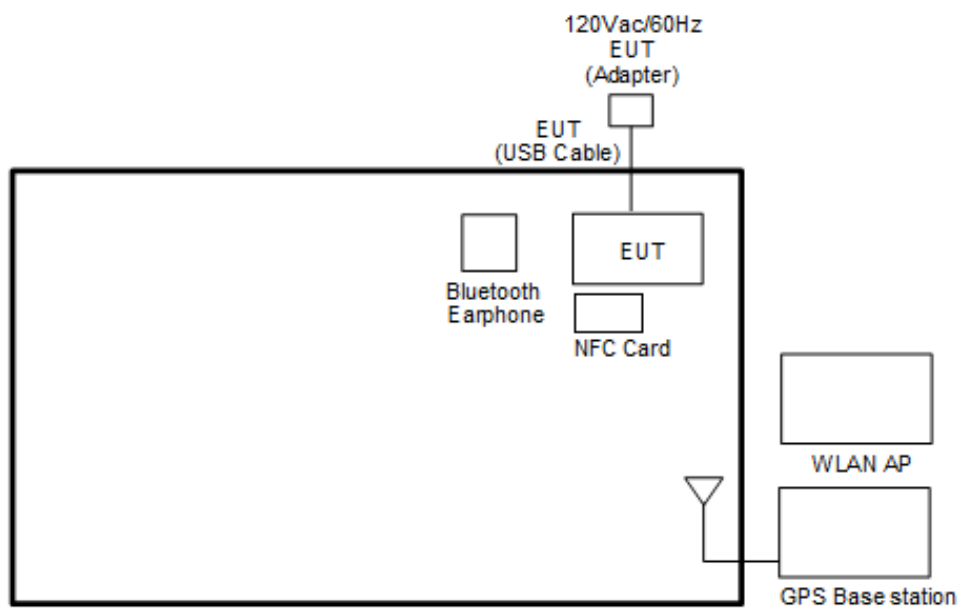 120Vac/60Hz
EUT
(Adapter)
EUT
(USB Cable)
EUT
Bluetooth
Earphone
NFC Card
WLAN AP
GPS Base station